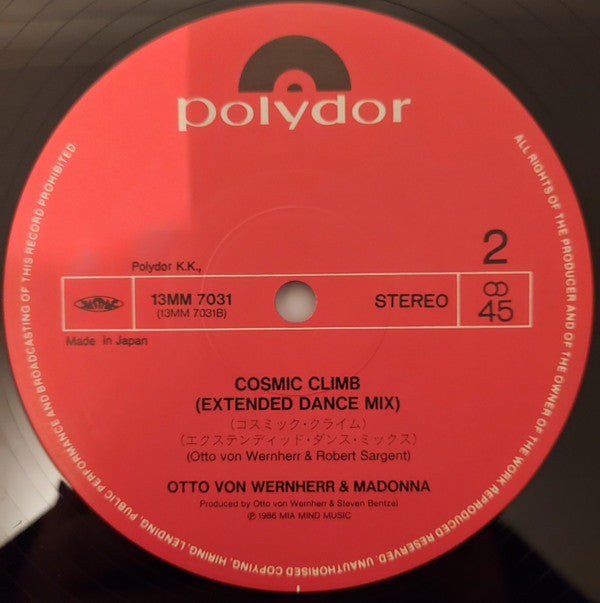 polydor
ALL RIGHTS OF THE PRODUCER AND OF THE OWNER OF THE WORK REPRODUCED RESERVED. UNAUTHORISED COPYING, HIRING, LENDING, PUBLIC PERFORMANCE AND BROADCASTING OF THIS RECORD PROHIBITED.
2
Polydor K.K.,
13MM 7031
(13MM 7031B)
STEREO
45
Made in Japan
COSMIC CLIMB
(EXTENDED DANCE MIX)
(コスミック・クライム)
(エクステンディッド・ダンス・ミックス)
(Otto von Wernherr & Robert Sargent)
OTTO VON WERNHERR & MADONNA
Produced by Otto von Wernherr & Steven Bentzel
℗ 1986 MIA MIND MUSIC